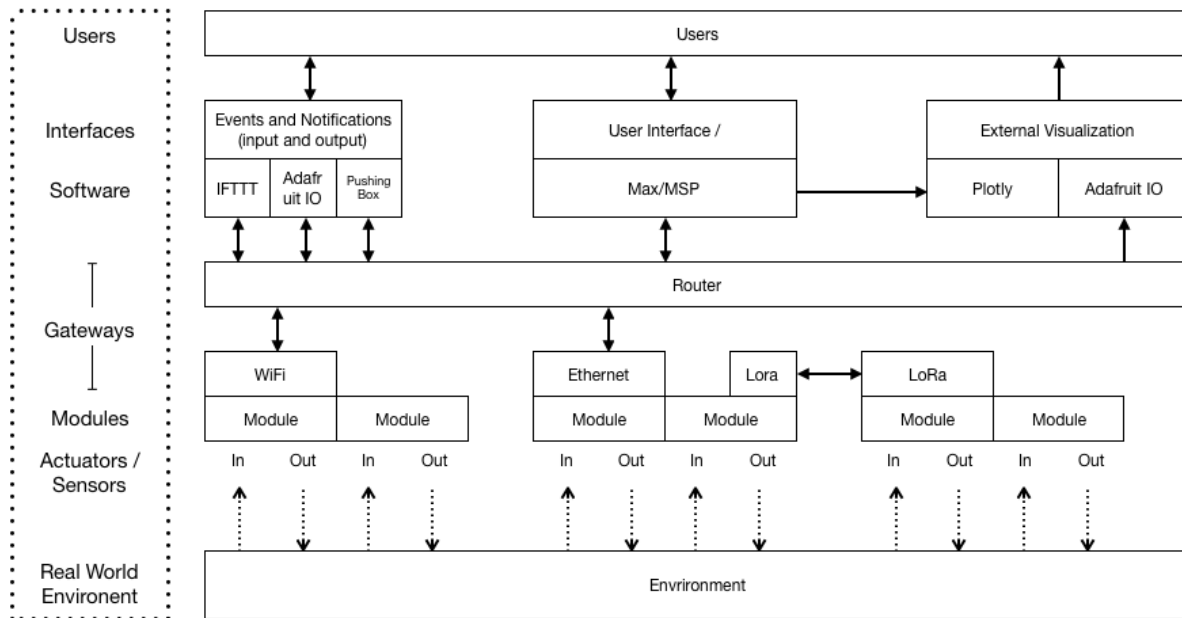 Users
Users
Interfaces
Events and Notifications
(input and output)
User Interface /
External Visualization
Software
IFTTT
Adafr
uit IO
Pushing
Box
Max/MSP
Plotly
Adafruit IO
Router
Gateways
WiFi
Ethernet
Lora
LoRa
Modules
Module
Module
Module
Module
Module
Module
Actuators /
Sensors
In
Out
In
Out
In
Out
In
Out
In
Out
In
Out
Real World
Environent
Envrironment